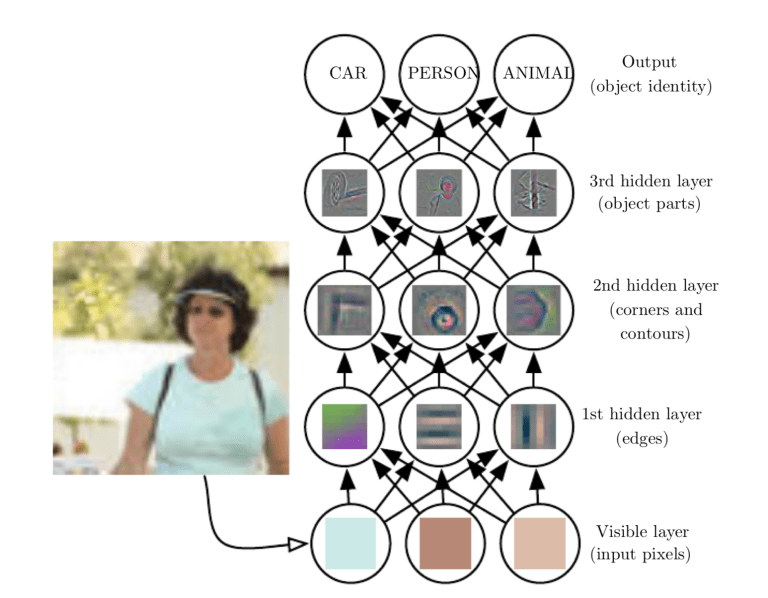 CAR PERSON ANIMAL
Output
(object identity)
3rd hidden layer
(object parts)
2nd hidden layer
(corners and
contours)
1st hidden layer
(edges)
Visible layer
(input pixels)